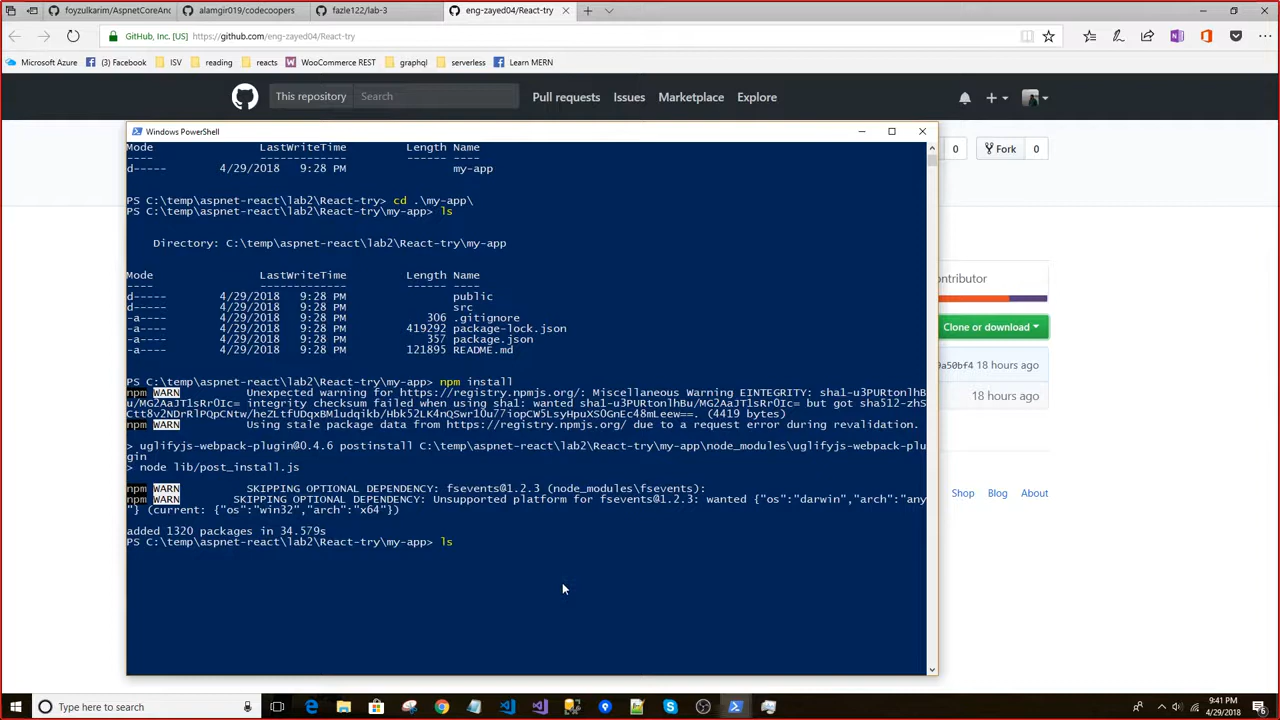 foyzulkarim/AspnetCoreAnd
alamgir019/codecoopers
fazle122/lab-3
eng-zayed04/React-try
GitHub, Inc. [US]
https://github.com/eng-zayed04/React-try
Microsoft Azure
(3) Facebook
ISV
reading
reacts
WooCommerce REST
graphql
serverless
Learn MERN
This repository
Search
Pull requests
Issues
Marketplace
Explore
Windows PowerShell
0
Fork
0
Mode LastWriteTime Length Name
---- ------------- ------ ----
d----- 4/29/2018 9:28 PM my-app
PS C:\temp\aspnet-react\lab2\React-try> cd .\my-app\
PS C:\temp\aspnet-react\lab2\React-try\my-app> ls
Directory: C:\temp\aspnet-react\lab2\React-try\my-app
Mode LastWriteTime Length Name
---- ------------- ------ ----
d----- 4/29/2018 9:28 PM public
d----- 4/29/2018 9:28 PM src
-a---- 4/29/2018 9:28 PM 306 .gitignore
-a---- 4/29/2018 9:28 PM 419292 package-lock.json
-a---- 4/29/2018 9:28 PM 357 package.json
-a---- 4/29/2018 9:28 PM 121895 README.md
PS C:\temp\aspnet-react\lab2\React-try\my-app> npm install
npm WARN Unexpected warning for https://registry.npmjs.org/: Miscellaneous Warning EINTEGRITY: sha1-u3PURtonlhB
u/MG2AaJT1sRrOIc= integrity checksum failed when using sha1: wanted sha1-u3PURtonlhBu/MG2AaJT1sRrOIc= but got sha512-zhS
(4419 bytes)
npm WARN Using stale package data from https://registry.npmjs.org/ due to a request error during revalidation.
> uglifyjs-webpack-plugin@0.4.6 postinstall C:\temp\aspnet-react\lab2\React-try\my-app\node_modules\uglifyjs-webpack-plu
gin
> node lib/post_install.js
npm WARN SKIPPING OPTIONAL DEPENDENCY: fsevents@1.2.3 (node_modules\fsevents):
npm WARN SKIPPING OPTIONAL DEPENDENCY: Unsupported platform for fsevents@1.2.3: wanted {"os":"darwin","arch":"any
"} (current: {"os":"win32","arch":"x64"})
added 1320 packages in 34.579s
PS C:\temp\aspnet-react\lab2\React-try\my-app> ls
ontributor
Clone or download
9a50bf4 18 hours ago
18 hours ago
Shop
Blog
About
Type here to search
9:41 PM
4/29/2018